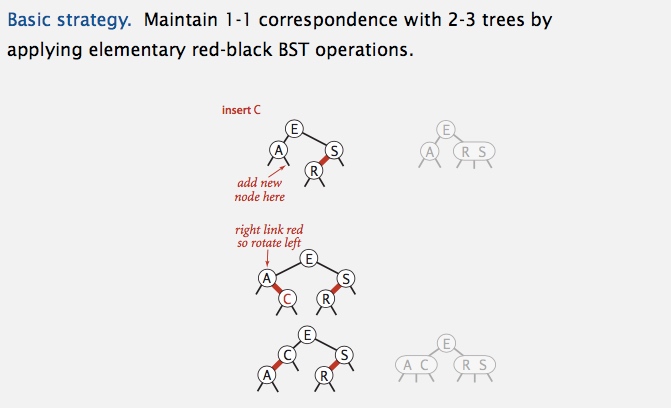 Basic strategy. Maintain 1-1 correspondence with 2-3 trees by
applying elementary red-black BST operations.
insert C
E
E
A
S
A
R S
R
add new
node here
right link red
so rotate left
E
A
S
C
R
E
E
C
S
A C
R S
A
R